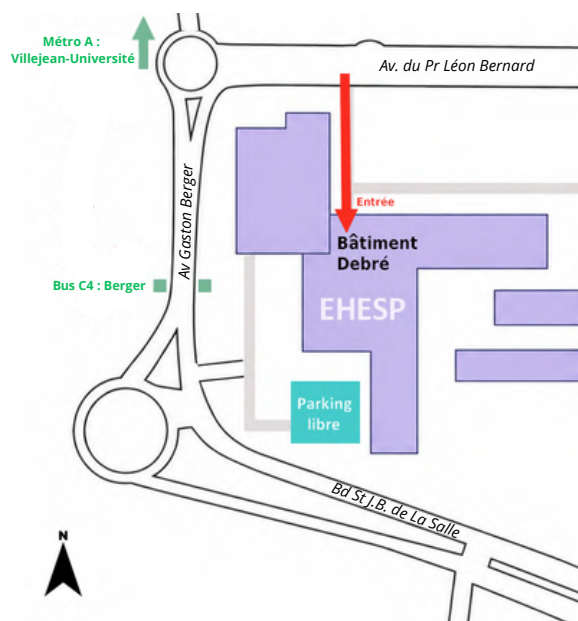 Métro A :
Villejean-Université
Av. du Pr Léon Bernard
Av Gaston Berger
Entrée
Bâtiment
Debré
Bus C4 : Berger
EHESP
Parking
libre
Bd St J.B. de La Salle
N